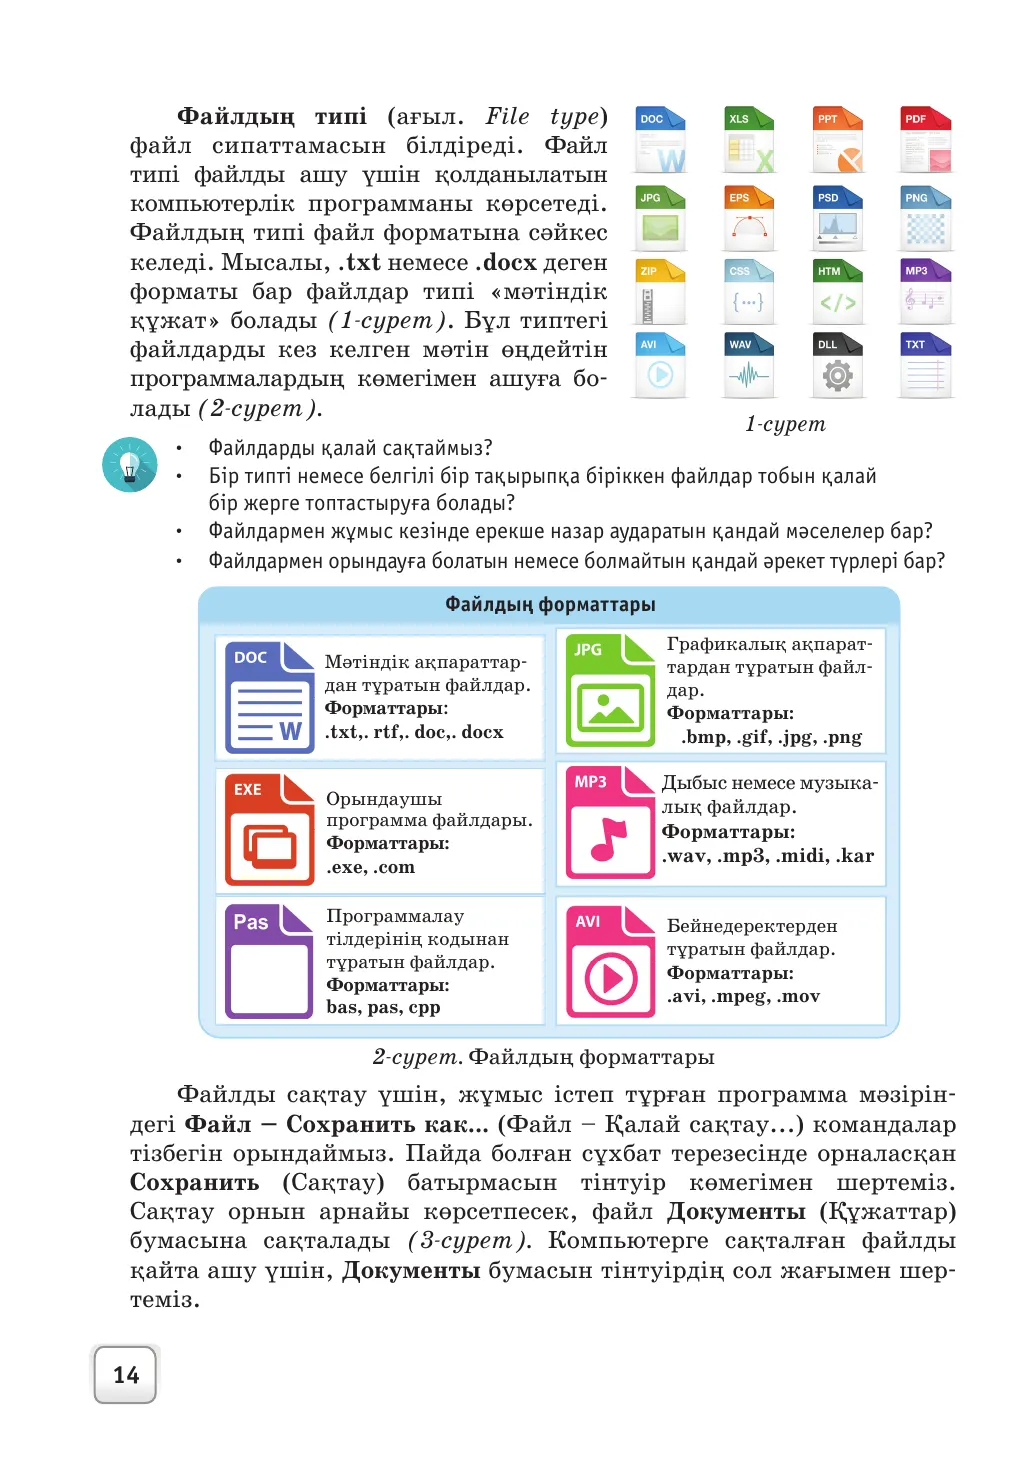 Файлдың типі (ағыл. File type)
файл сипаттамасын білдіреді. Файл
типі файлды ашу үшін қолданылатын
компьютерлік программаны көрсетеді.
Файлдың типі файл форматына сәйкес
келеді. Мысалы, .txt немесе .docx деген
форматы бар файлдар типі «мәтіндік
құжат» болады (1-сурет). Бұл типтегі
файлдарды кез келген мәтін өңдейтін
программалардың көмегімен ашуға бо-
лады (2-сурет).
DOC XLS PPT PDF
JPG EPS PSD PNG
ZIP CSS HTM MP3
AVI WAV DLL TXT
1-сурет
• Файлдарды қалай сақтаймыз?
• Бір типті немесе белгілі бір тақырыпқа біріккен файлдар тобын қалай
бір жерге топтастыруға болады?
• Файлдармен жұмыс кезінде ерекше назар аударатын қандай мәселелер бар?
• Файлдармен орындауға болатын немесе болмайтын қандай әрекет түрлері бар?
Файлдың форматтары
DOC
W
Мәтіндік ақпараттар-
дан тұратын файлдар.
Форматтары:
.txt,. rtf,. doc,. docx
JPG
Графикалық ақпарат-
тардан тұратын файл-
дар.
Форматтары:
.bmp, .gif, .jpg, .png
EXE
Орындаушы
программа файлдары.
Форматтары:
.exe, .com
MP3
Дыбыс немесе музыка-
лық файлдар.
Форматтары:
.wav, .mp3, .midi, .kar
Pas
Программалау
тілдерінің кодынан
тұратын файлдар.
Форматтары:
bas, pas, cpp
AVI
Бейнедеректерден
тұратын файлдар.
Форматтары:
.avi, .mpeg, .mov
2-сурет. Файлдың форматтары
Файлды сақтау үшін, жұмыс істеп тұрған программа мәзірін-
дегі Файл – Сохранить как... (Файл – Қалай сақтау...) командалар
тізбегін орындаймыз. Пайда болған сұхбат терезесінде орналасқан
Сохранить (Сақтау) батырмасын тінтуір көмегімен шертеміз.
Сақтау орнын арнайы көрсетпесек, файл Документы (Құжаттар)
бумасына сақталады (3-сурет). Компьютерге сақталған файлды
қайта ашу үшін, Документы бумасын тінтуірдің сол жағымен шер-
теміз.
14